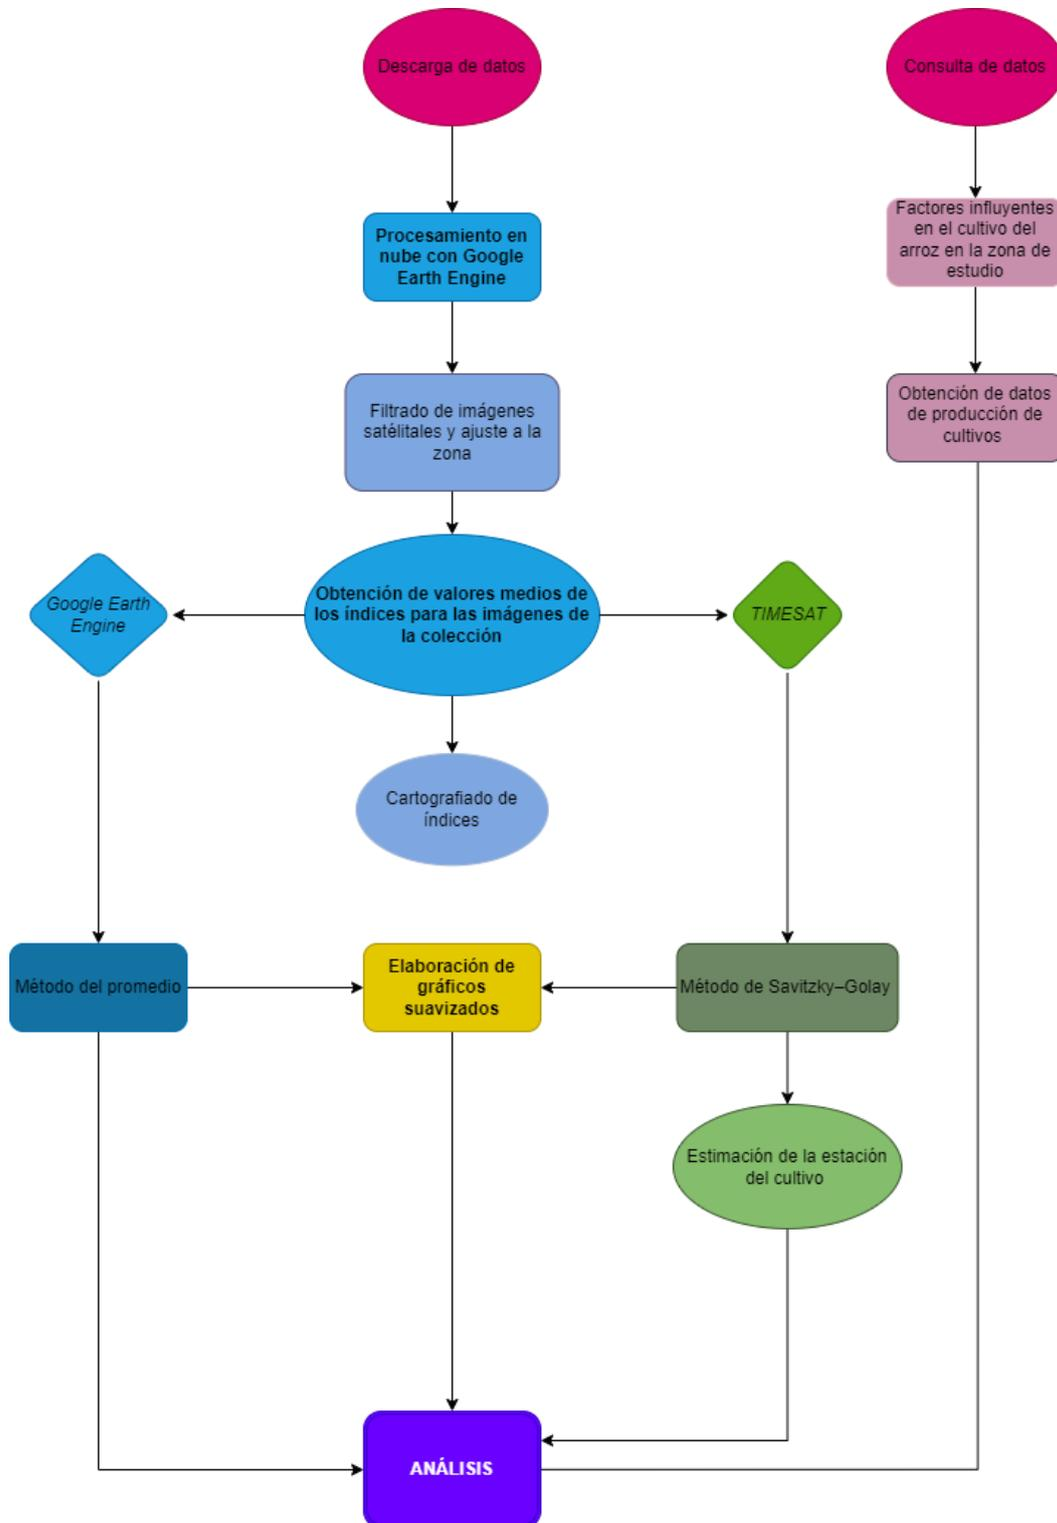 Descarga de datos
Consulta de datos
Procesamiento en
nube con Google
Earth Engine
Factores influyentes
en el cultivo del
arroz en la zona de
estudio
Filtrado de imágenes
satélitales y ajuste a la
zona
Obtención de datos
de producción de
cultivos
Google Earth
Engine
Obtención de valores medios de
los índices para las imágenes de
la colección
TIMESAT
Cartografiado de
índices
Método del promedio
Elaboración de
gráficos
suavizados
Método de Savitzky–Golay
Estimación de la estación
del cultivo
ANÁLISIS